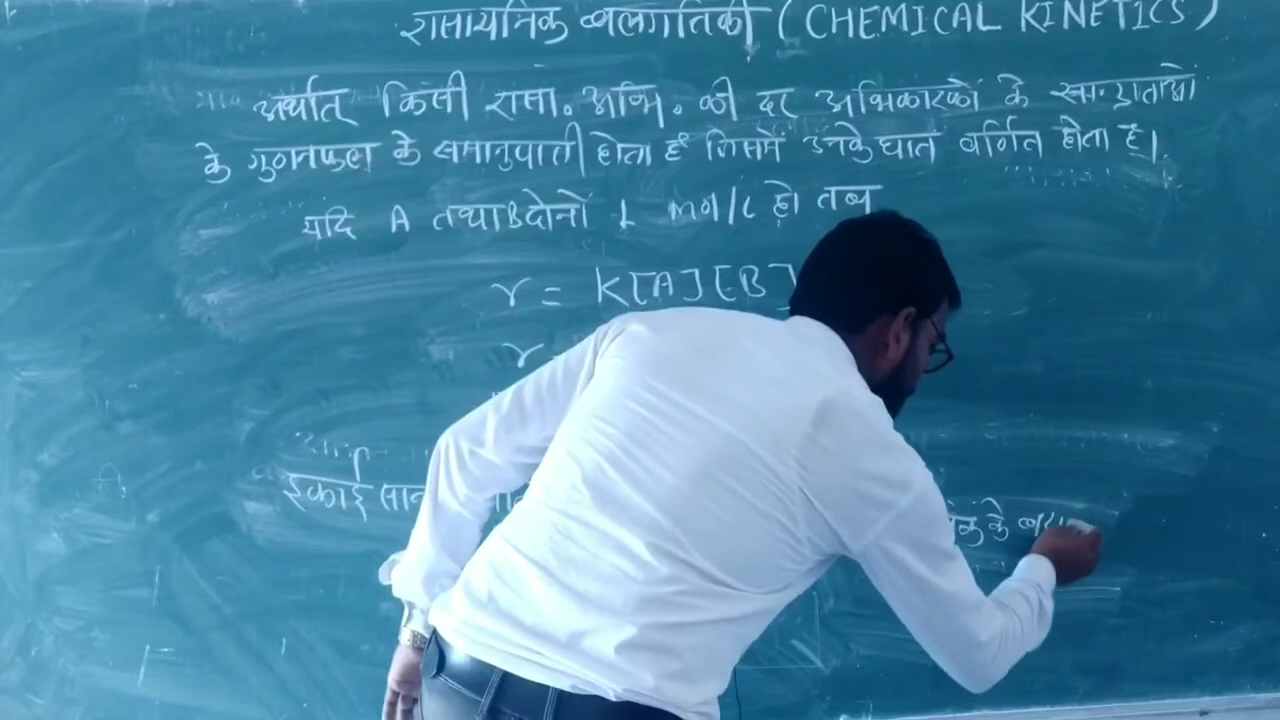 रासायनिक बलगतिकी (CHEMICAL KINETICS)
अर्थात् किसी रासा. अभि. की दर अभिकारकों के सान्द्रताओं
के गुणनफल के समानुपाती होता है जिसमें उनके घात वर्णित होता है।
यदि A तथा B दोनों 1 mol/L हो तब
r = K[A][B]
r =
इकाई सान्
के